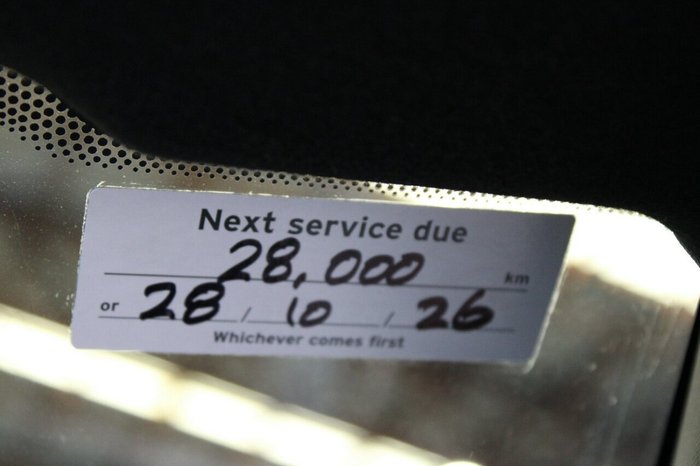 Next service due
28,000 km
or 28 / 10 / 26
Whichever comes first